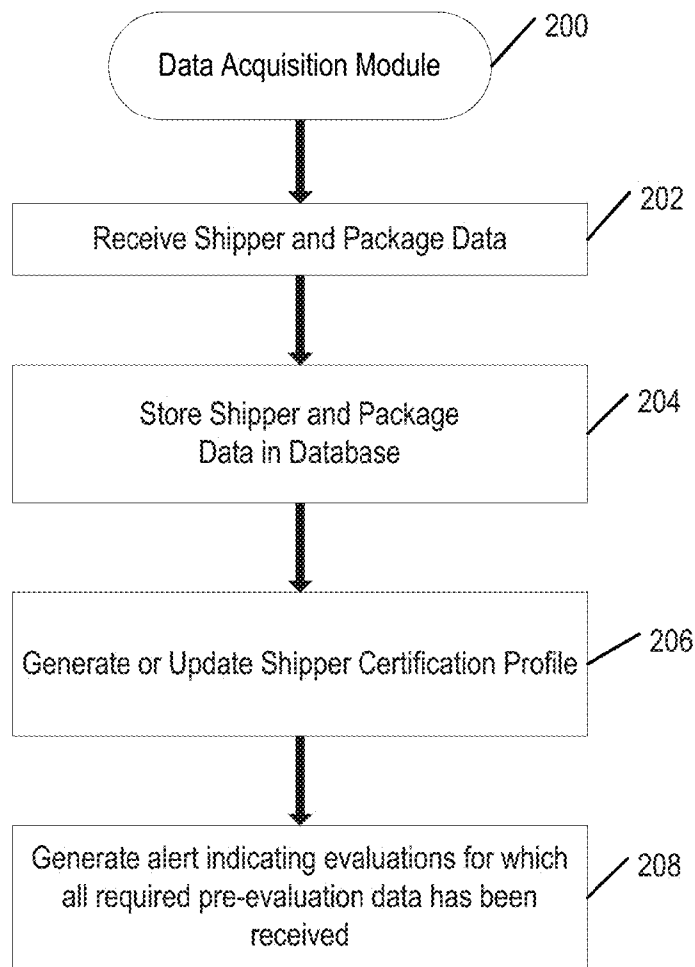 Data Acquisition Module
200
Receive Shipper and Package Data
202
Store Shipper and Package
Data in Database
204
Generate or Update Shipper Certification Profile
206
Generate alert indicating evaluations for which
all required pre-evaluation data has been
received
208